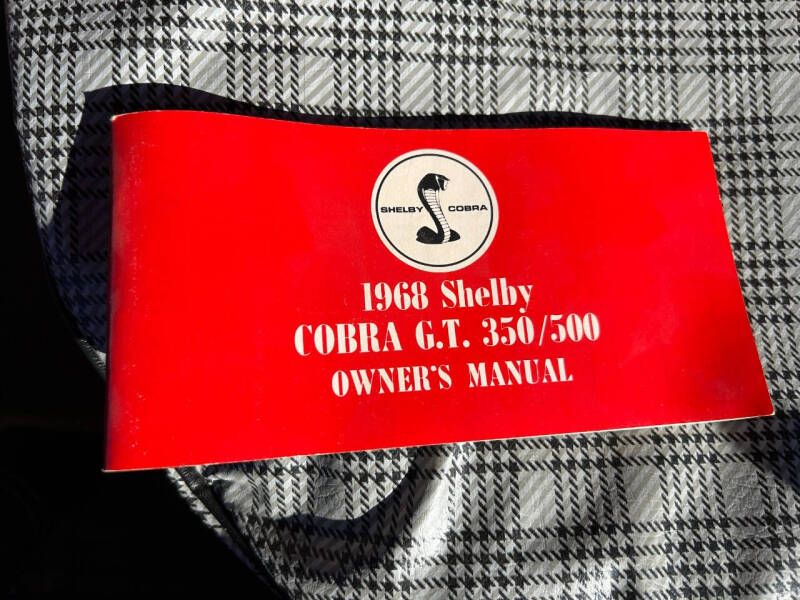 SHELBY COBRA
1968 Shelby
COBRA G.T. 350/500
OWNER'S MANUAL